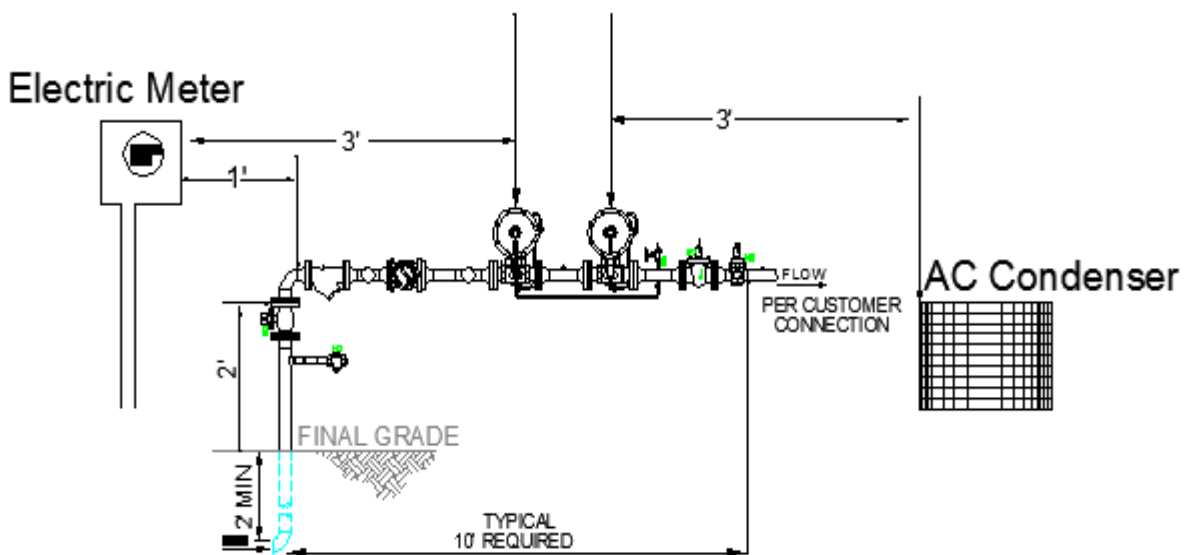 Electric Meter
3'
3'
1'
FLOW
AC Condenser
PER CUSTOMER
CONNECTION
2'
FINAL GRADE
2' MIN
TYPICAL
10' REQUIRED